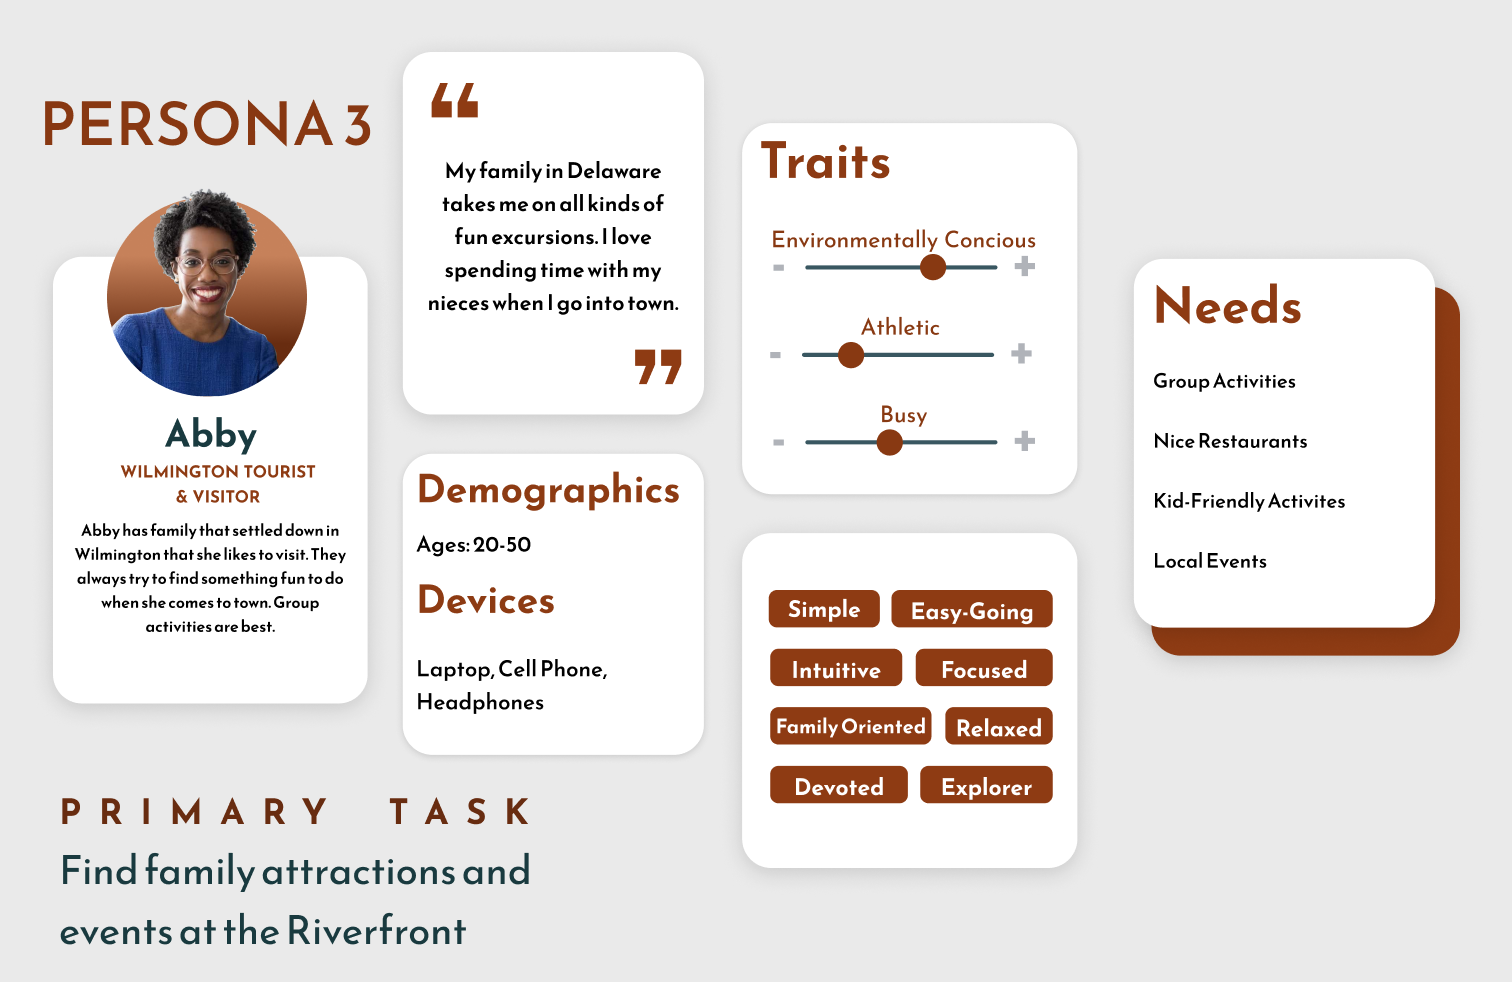 PERSONA 3
Abby
WILMINGTON TOURIST
& VISITOR
Abby has family that settled down in
Wilmington that she likes to visit. They
always try to find something fun to do
when she comes to town. Group
activities are best.
“
My family in Delaware
takes me on all kinds of
fun excursions. I love
spending time with my
nieces when I go into town.
”
Demographics
Ages: 20-50
Devices
Laptop, Cell Phone,
Headphones
Traits
Environmentally Concious
- +
Athletic
- +
Busy
- +
Simple Easy-Going
Intuitive Focused
Family Oriented Relaxed
Devoted Explorer
Needs
Group Activities
Nice Restaurants
Kid-Friendly Activites
Local Events
PRIMARY TASK
Find family attractions and
events at the Riverfront